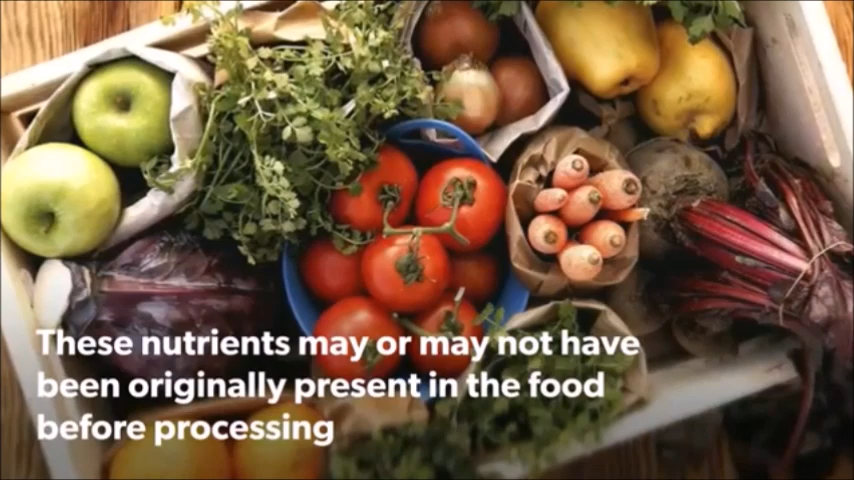 These nutrients may or may not have
been originally present in the food
before processing